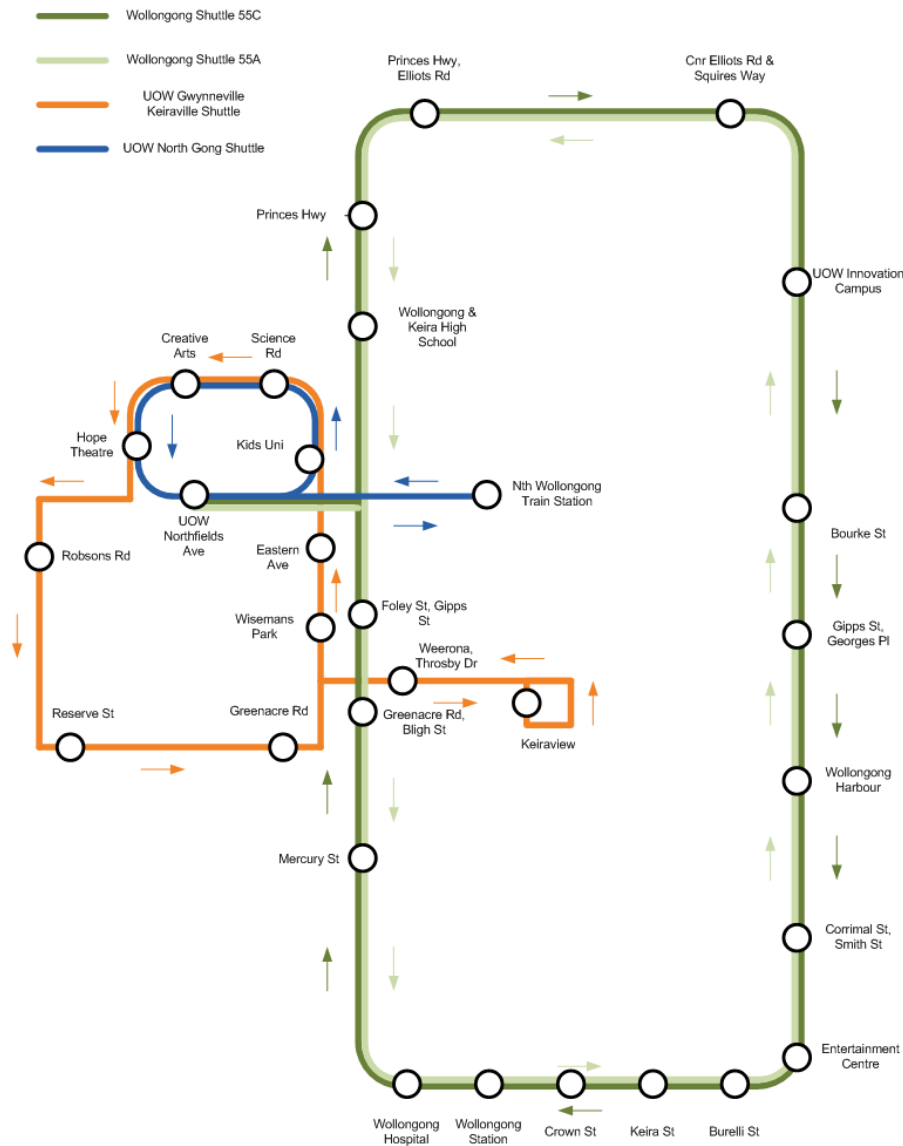 Wollongong Shuttle 55C
Wollongong Shuttle 55A
UOW Gwynneville
Keiraville Shuttle
UOW North Gong Shuttle
Princes Hwy,
Elliots Rd
Cnr Elliots Rd &
Squires Way
Princes Hwy
UOW Innovation
Campus
Wollongong &
Keira High
School
Creative
Arts
Science
Rd
Hope
Theatre
Kids Uni
Nth Wollongong
Train Station
UOW
Northfields
Ave
Bourke St
Robsons Rd
Eastern
Ave
Wisemans
Park
Foley St, Gipps
St
Gipps St,
Georges Pl
Weerona,
Throsby Dr
Reserve St
Greenacre Rd
Greenacre Rd,
Bligh St
Keiraview
Wollongong
Harbour
Mercury St
Corrimal St,
Smith St
Entertainment
Centre
Wollongong
Hospital
Wollongong
Station
Crown St
Keira St
Burelli St